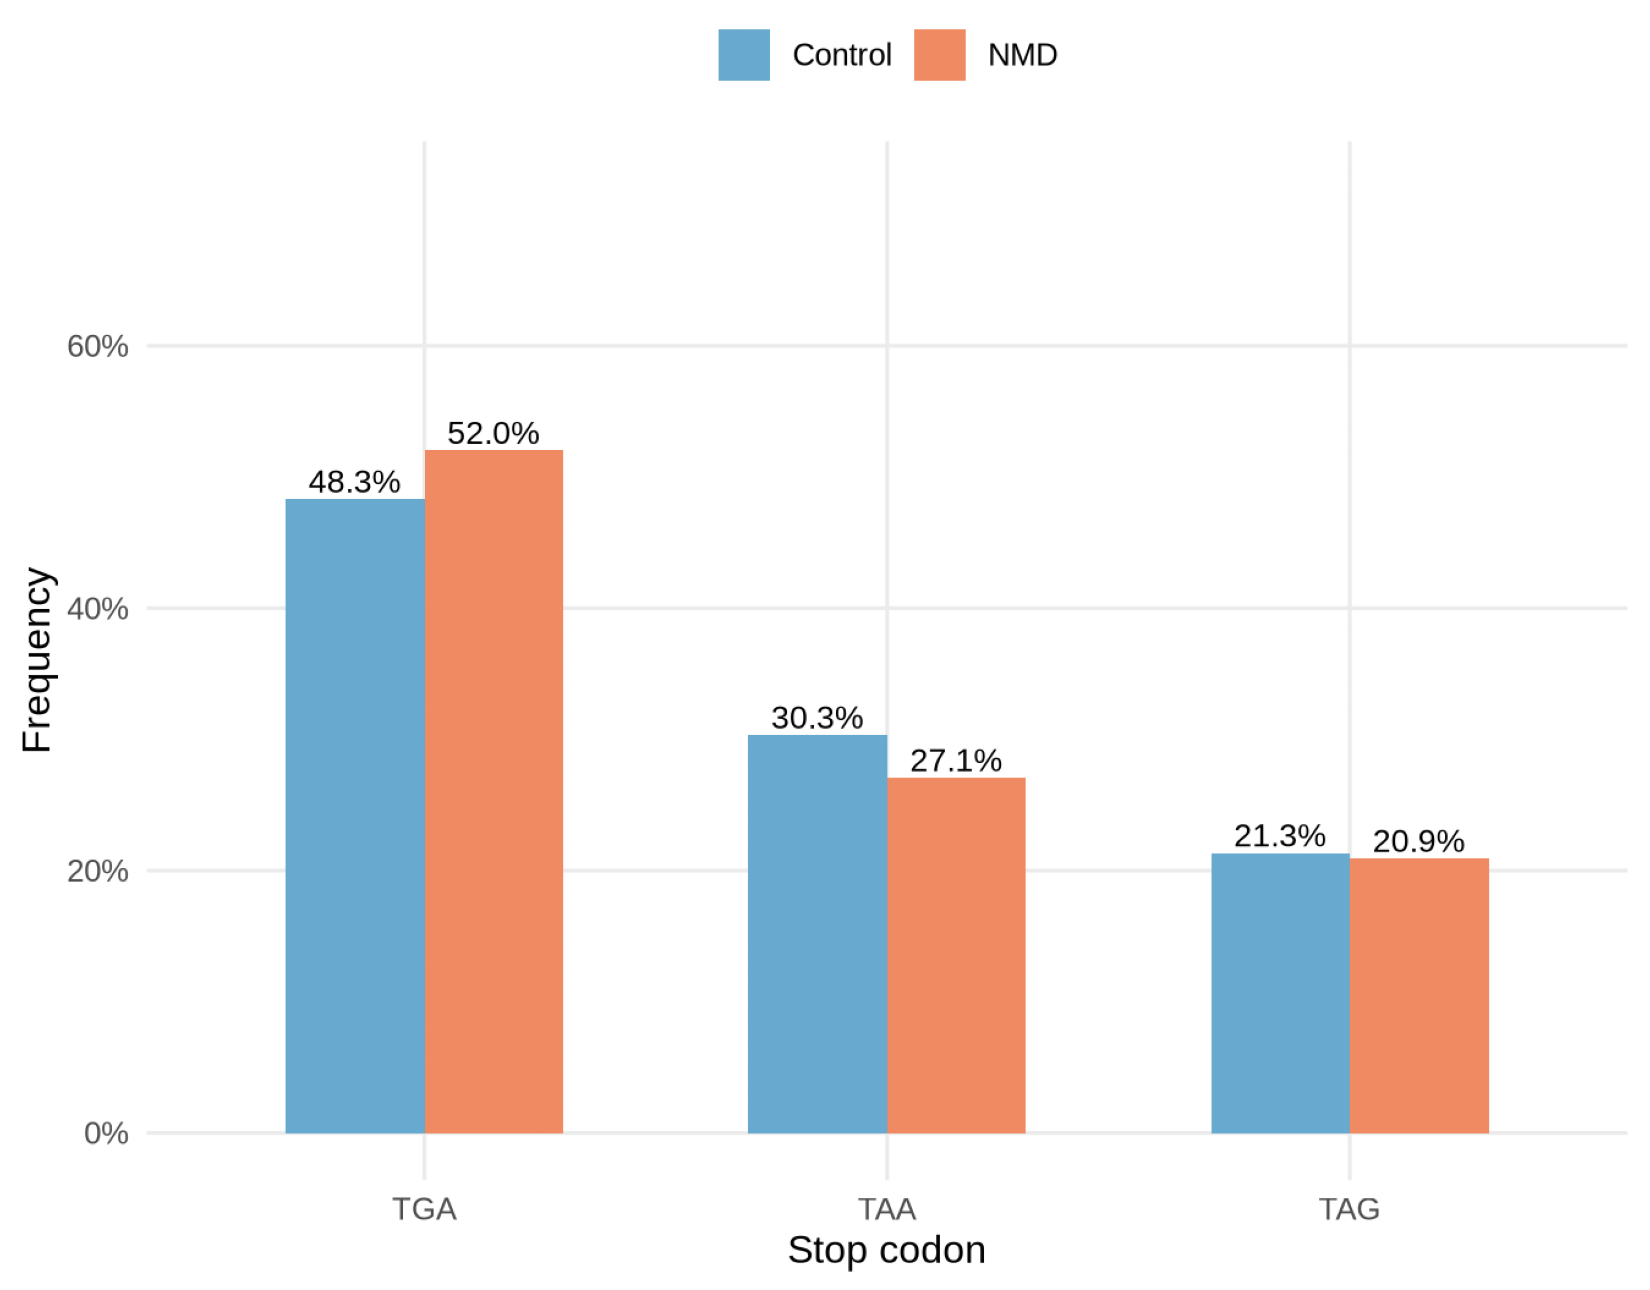 Control NMD
Frequency
60%
40%
20%
0%
48.3%
52.0%
30.3%
27.1%
21.3%
20.9%
TGA TAA TAG
Stop codon